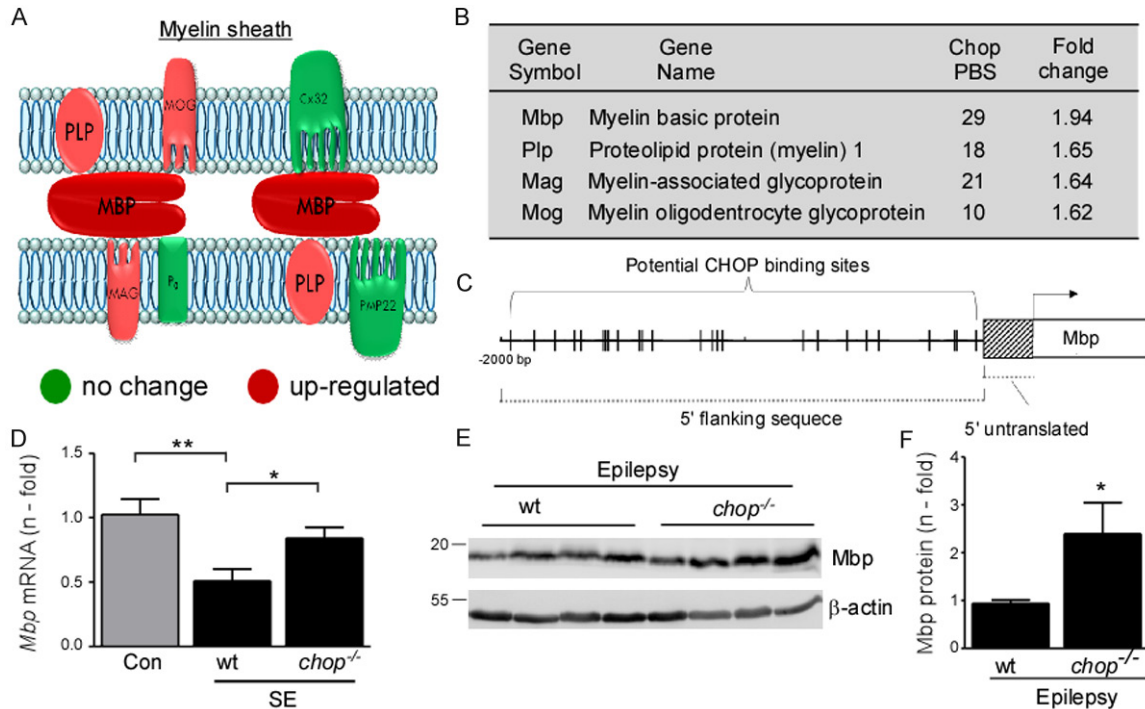 A
Myelin sheath
PLP
MOG
Cx32
MBP
MBP
MAG
P0
PLP
PMP22
no change
up-regulated
B
Gene Symbol Gene Name Chop PBS Fold change
Mbp Myelin basic protein 29 1.94
Plp Proteolipid protein (myelin) 1 18 1.65
Mag Myelin-associated glycoprotein 21 1.64
Mog Myelin oligodentrocyte glycoprotein 10 1.62
C
Potential CHOP binding sites
-2000 bp
Mbp
5' flanking sequece
5' untranslated
D
Mbp mRNA (n - fold)
1.5
1.0
0.5
0.0
**
*
Con wt chop-/-
SE
E
Epilepsy
wt chop-/-
20
Mbp
55
β-actin
F
Mbp protein (n - fold)
4
3
2
1
0
*
wt chop-/-
Epilepsy